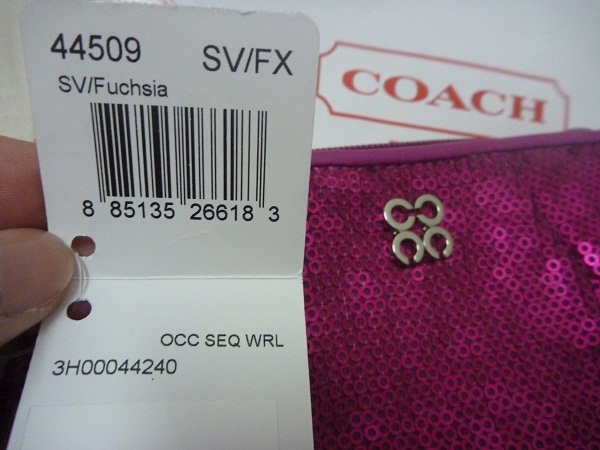 44509 SV/FX
SV/Fuchsia
8 85135 26618 3
OCC SEQ WRL
3H00044240
COACH